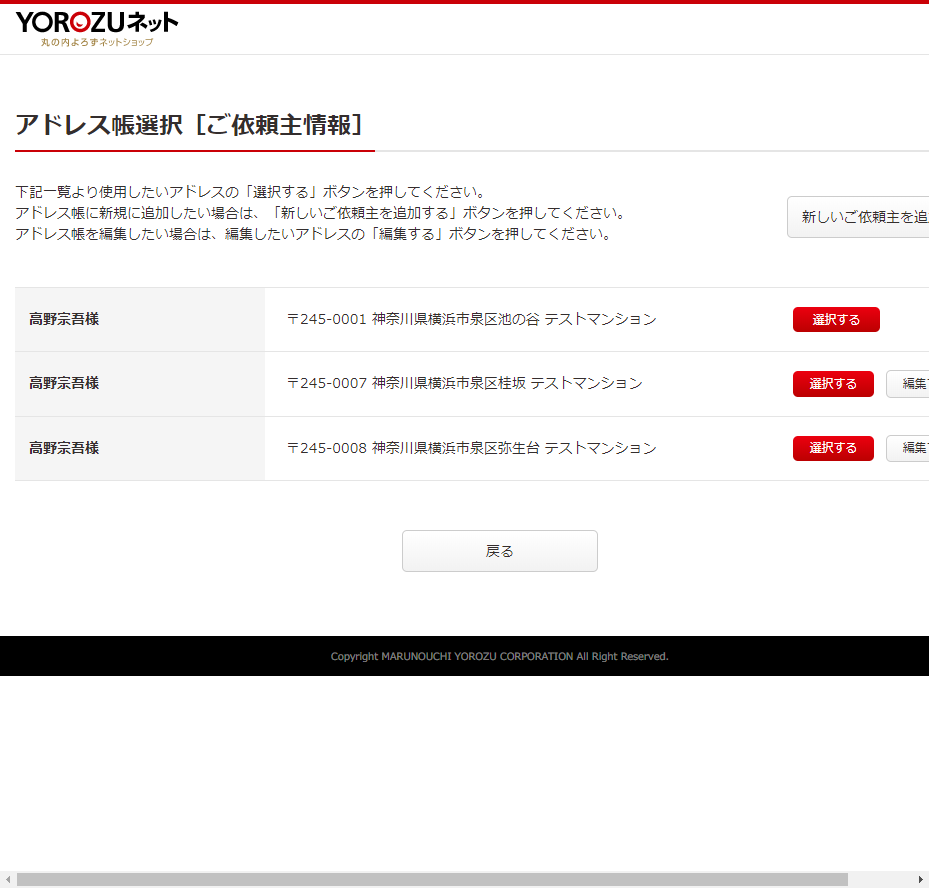 YOROZUネット
丸の内よろずネットショップ
アドレス帳選択［ご依頼主情報］
下記一覧より使用したいアドレスの「選択する」ボタンを押してください。
アドレス帳に新規に追加したい場合は、「新しいご依頼主を追加する」ボタンを押してください。
アドレス帳を編集したい場合は、編集したいアドレスの「編集する」ボタンを押してください。
新しいご依頼主を追
高野宗吾様 〒245-0001 神奈川県横浜市泉区池の谷 テストマンション 選択する
高野宗吾様 〒245-0007 神奈川県横浜市泉区桂坂 テストマンション 選択する 編集
高野宗吾様 〒245-0008 神奈川県横浜市泉区弥生台 テストマンション 選択する 編集
戻る
Copyright MARUNOUCHI YOROZU CORPORATION All Right Reserved.